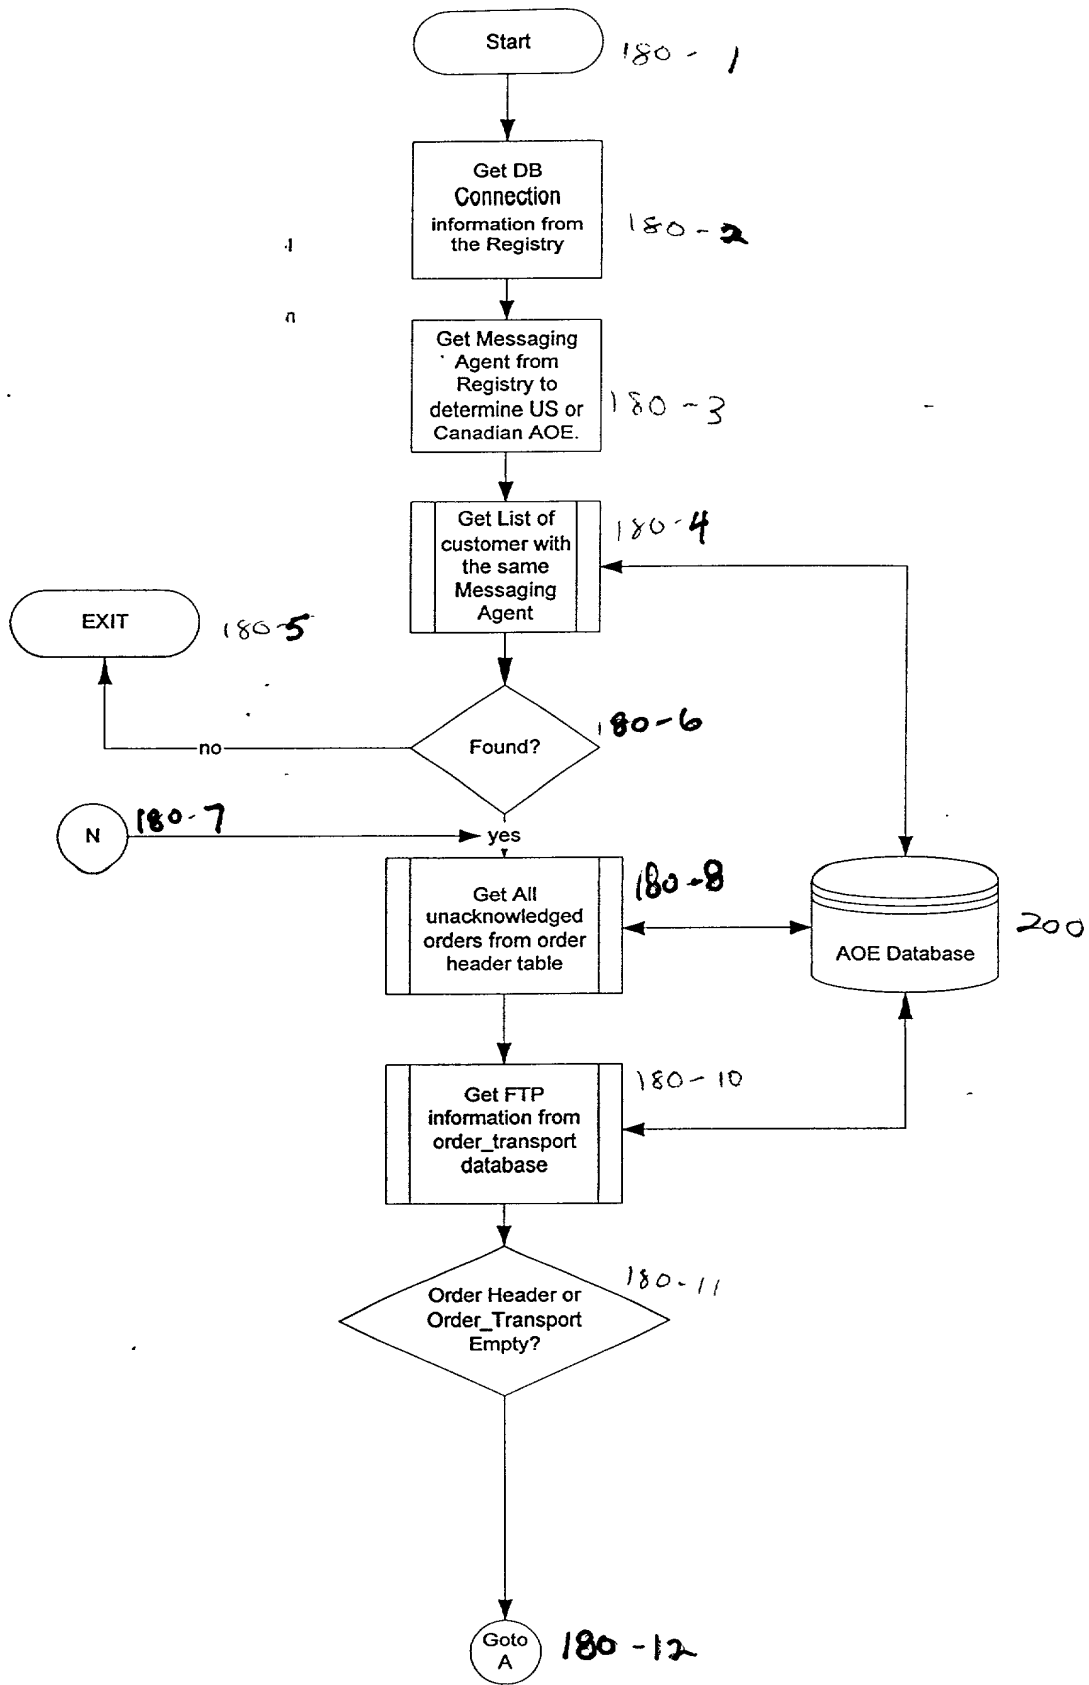 Start
180 - 1
Get DB
Connection
information from
the Registry
180 - 2
Get Messaging
Agent from
Registry to
determine US or
Canadian AOE.
180 - 3
Get List of
customer with
the same
Messaging
Agent
180-4
EXIT
180-5
Found?
180-6
no
N
180-7
yes
Get All
unacknowledged
orders from order
header table
180-8
AOE Database
200
Get FTP
information from
order_transport
database
180-10
Order Header or
Order_Transport
Empty?
180-11
Goto
A
180-12